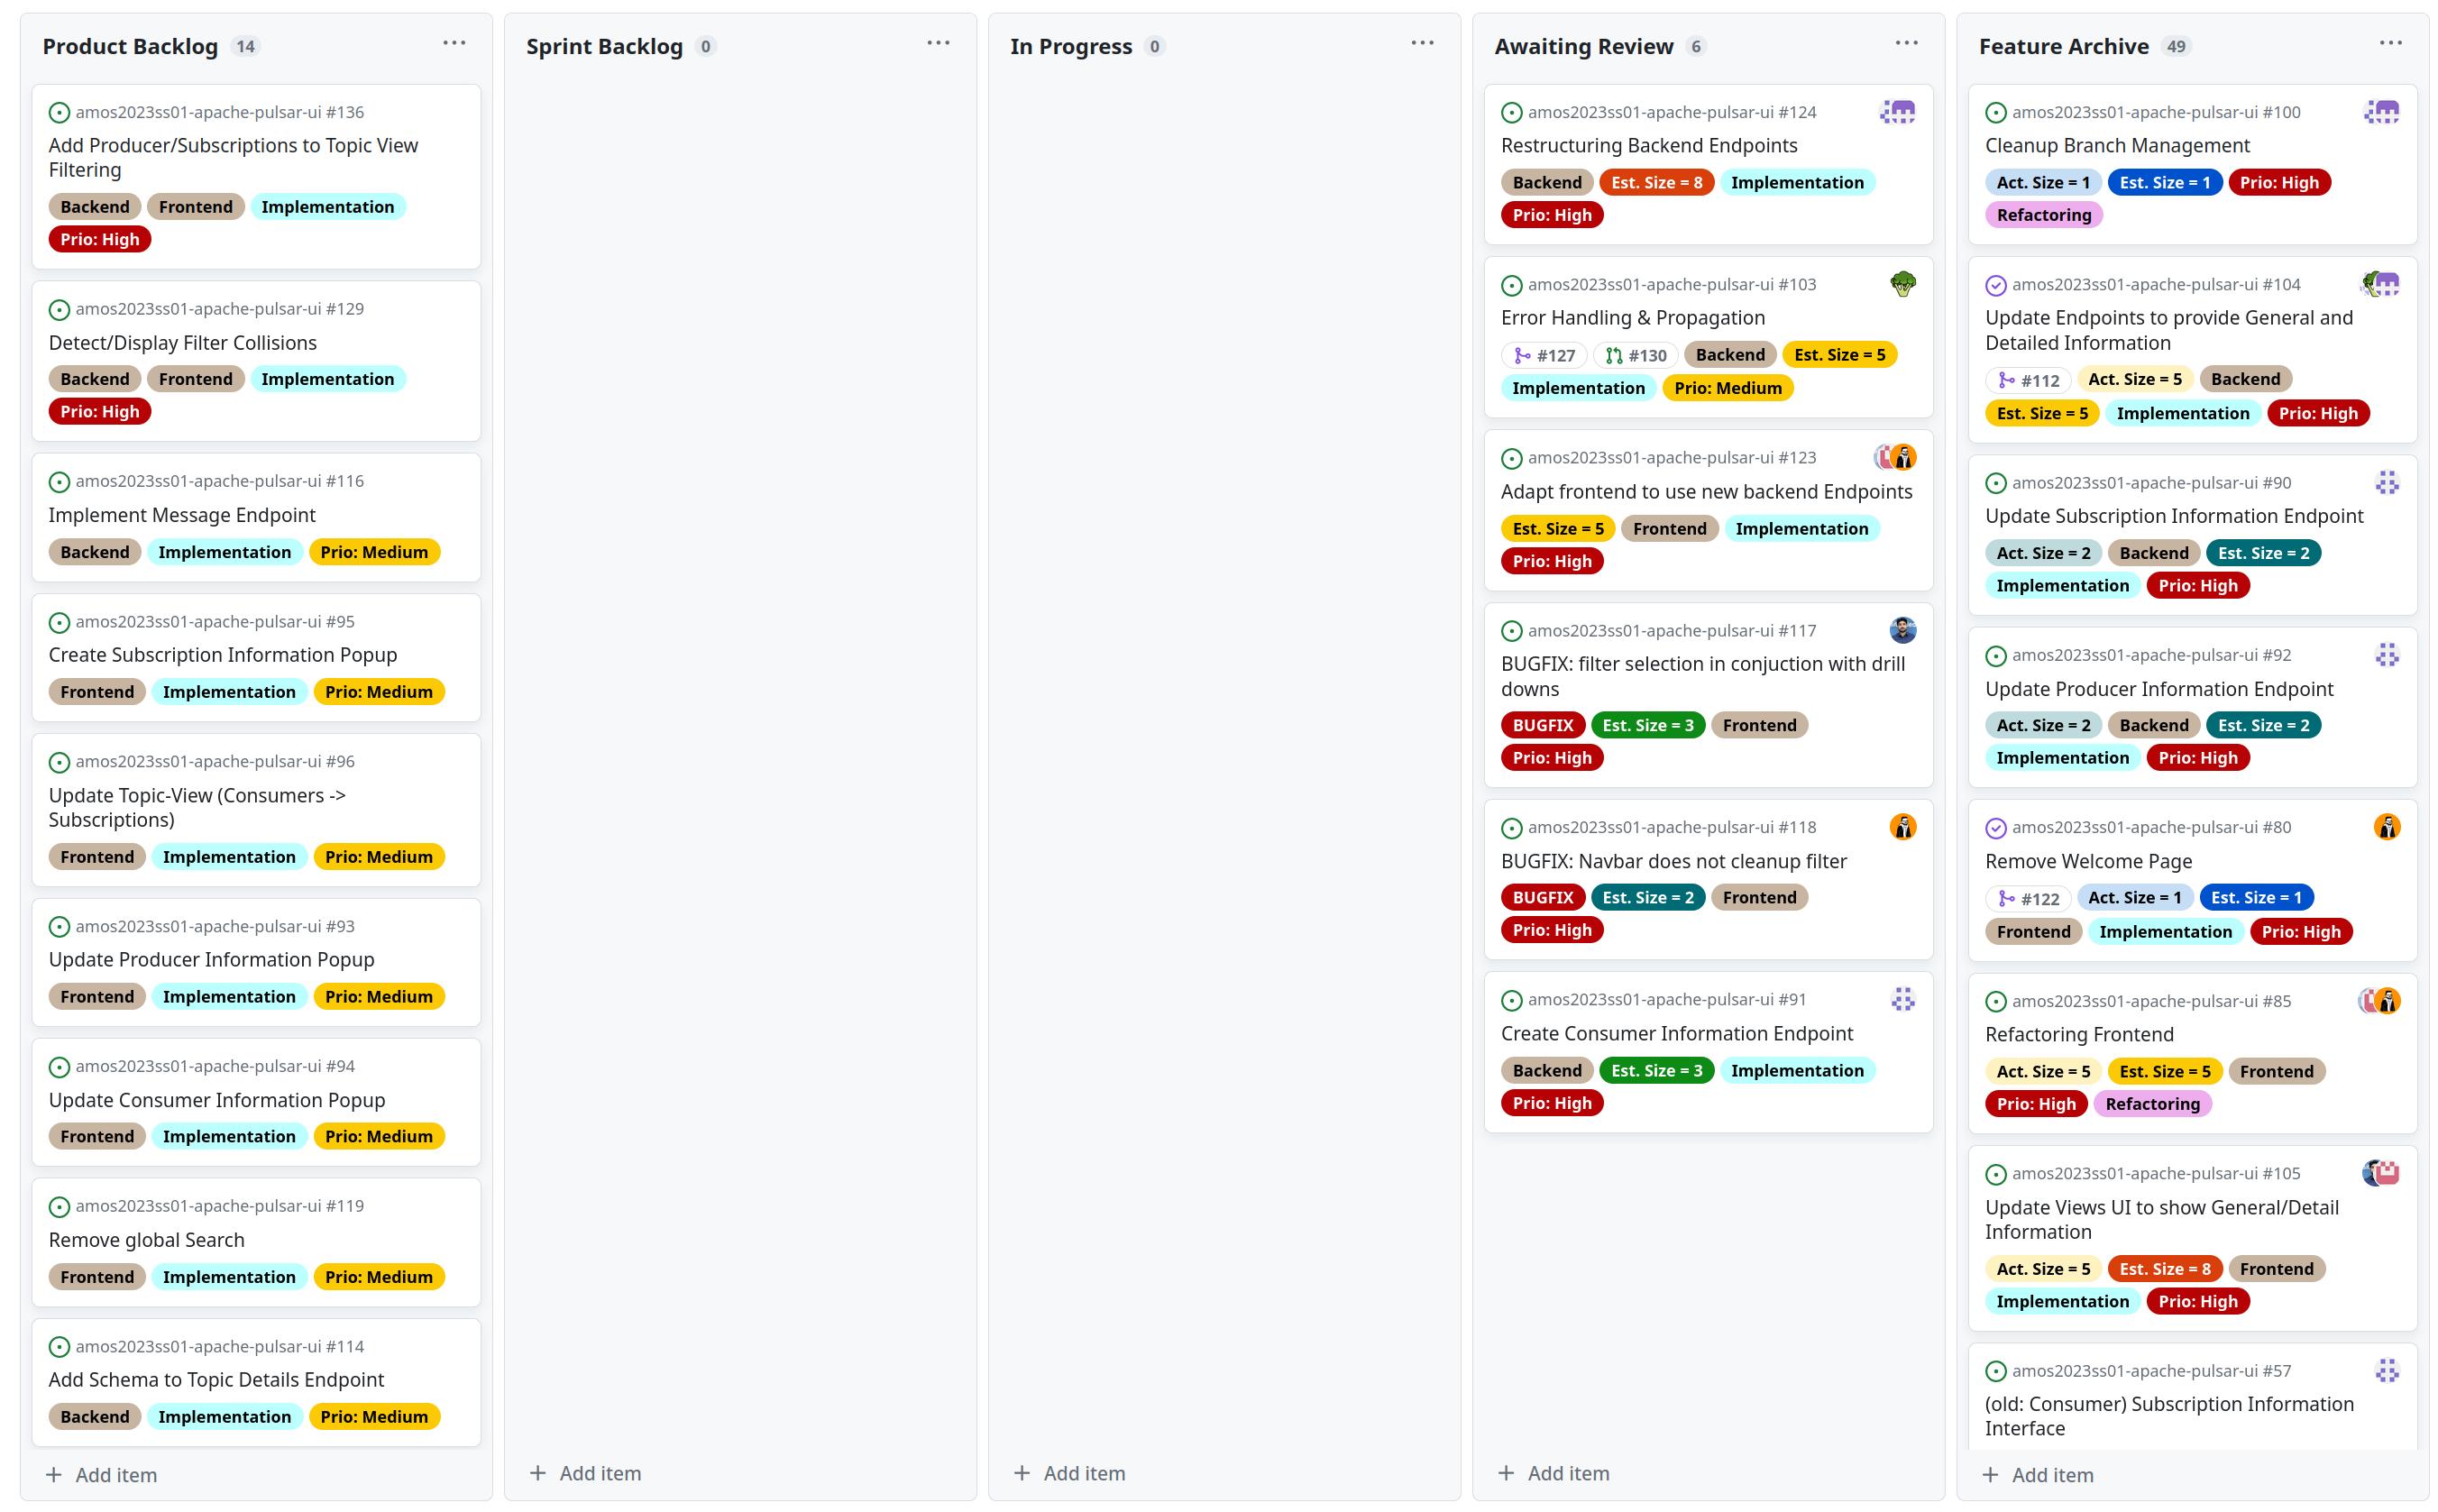 Product Backlog 14
amos2023ss01-apache-pulsar-ui #136
Add Producer/Subscriptions to Topic View
Filtering
Backend Frontend Implementation
Prio: High
amos2023ss01-apache-pulsar-ui #129
Detect/Display Filter Collisions
Backend Frontend Implementation
Prio: High
amos2023ss01-apache-pulsar-ui #116
Implement Message Endpoint
Backend Implementation Prio: Medium
amos2023ss01-apache-pulsar-ui #95
Create Subscription Information Popup
Frontend Implementation Prio: Medium
amos2023ss01-apache-pulsar-ui #96
Update Topic-View (Consumers ->
Subscriptions)
Frontend Implementation Prio: Medium
amos2023ss01-apache-pulsar-ui #93
Update Producer Information Popup
Frontend Implementation Prio: Medium
amos2023ss01-apache-pulsar-ui #94
Update Consumer Information Popup
Frontend Implementation Prio: Medium
amos2023ss01-apache-pulsar-ui #119
Remove global Search
Frontend Implementation Prio: Medium
amos2023ss01-apache-pulsar-ui #114
Add Schema to Topic Details Endpoint
Backend Implementation Prio: Medium
+ Add item
Sprint Backlog 0
+ Add item
In Progress 0
+ Add item
Awaiting Review 6
amos2023ss01-apache-pulsar-ui #124
Restructuring Backend Endpoints
Backend Est. Size = 8 Implementation
Prio: High
amos2023ss01-apache-pulsar-ui #103
Error Handling & Propagation
#127 #130 Backend Est. Size = 5
Implementation Prio: Medium
amos2023ss01-apache-pulsar-ui #123
Adapt frontend to use new backend Endpoints
Est. Size = 5 Frontend Implementation
Prio: High
amos2023ss01-apache-pulsar-ui #117
BUGFIX: filter selection in conjuction with drill
downs
BUGFIX Est. Size = 3 Frontend
Prio: High
amos2023ss01-apache-pulsar-ui #118
BUGFIX: Navbar does not cleanup filter
BUGFIX Est. Size = 2 Frontend
Prio: High
amos2023ss01-apache-pulsar-ui #91
Create Consumer Information Endpoint
Backend Est. Size = 3 Implementation
Prio: High
+ Add item
Feature Archive 49
amos2023ss01-apache-pulsar-ui #100
Cleanup Branch Management
Act. Size = 1 Est. Size = 1 Prio: High
Refactoring
amos2023ss01-apache-pulsar-ui #104
Update Endpoints to provide General and
Detailed Information
#112 Act. Size = 5 Backend
Est. Size = 5 Implementation Prio: High
amos2023ss01-apache-pulsar-ui #90
Update Subscription Information Endpoint
Act. Size = 2 Backend Est. Size = 2
Implementation Prio: High
amos2023ss01-apache-pulsar-ui #92
Update Producer Information Endpoint
Act. Size = 2 Backend Est. Size = 2
Implementation Prio: High
amos2023ss01-apache-pulsar-ui #80
Remove Welcome Page
#122 Act. Size = 1 Est. Size = 1
Frontend Implementation Prio: High
amos2023ss01-apache-pulsar-ui #85
Refactoring Frontend
Act. Size = 5 Est. Size = 5 Frontend
Prio: High Refactoring
amos2023ss01-apache-pulsar-ui #105
Update Views UI to show General/Detail
Information
Act. Size = 5 Est. Size = 8 Frontend
Implementation Prio: High
amos2023ss01-apache-pulsar-ui #57
(old: Consumer) Subscription Information
Interface
+ Add item